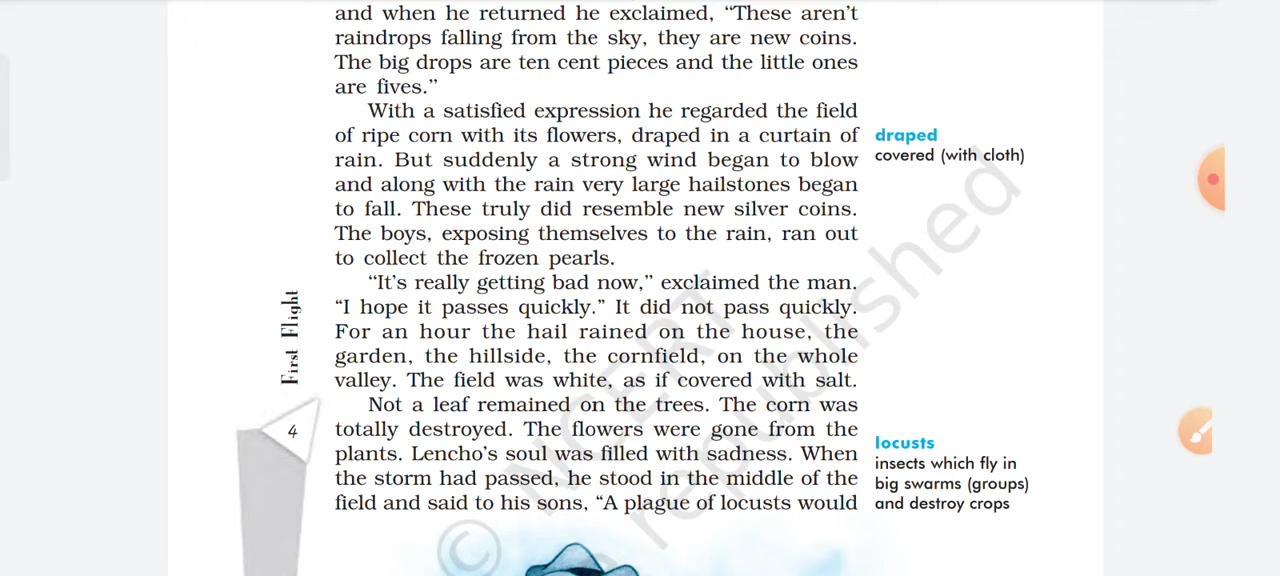 and when he returned he exclaimed, “These aren’t
raindrops falling from the sky, they are new coins.
The big drops are ten cent pieces and the little ones
are fives.”
With a satisfied expression he regarded the field
of ripe corn with its flowers, draped in a curtain of
rain. But suddenly a strong wind began to blow
and along with the rain very large hailstones began
to fall. These truly did resemble new silver coins.
The boys, exposing themselves to the rain, ran out
to collect the frozen pearls.
“It’s really getting bad now,” exclaimed the man.
“I hope it passes quickly.” It did not pass quickly.
For an hour the hail rained on the house, the
garden, the hillside, the cornfield, on the whole
valley. The field was white, as if covered with salt.
Not a leaf remained on the trees. The corn was
totally destroyed. The flowers were gone from the
plants. Lencho’s soul was filled with sadness. When
the storm had passed, he stood in the middle of the
field and said to his sons, “A plague of locusts would
draped
covered (with cloth)
locusts
insects which fly in
big swarms (groups)
and destroy crops
First Flight
4
© NCERT
republished